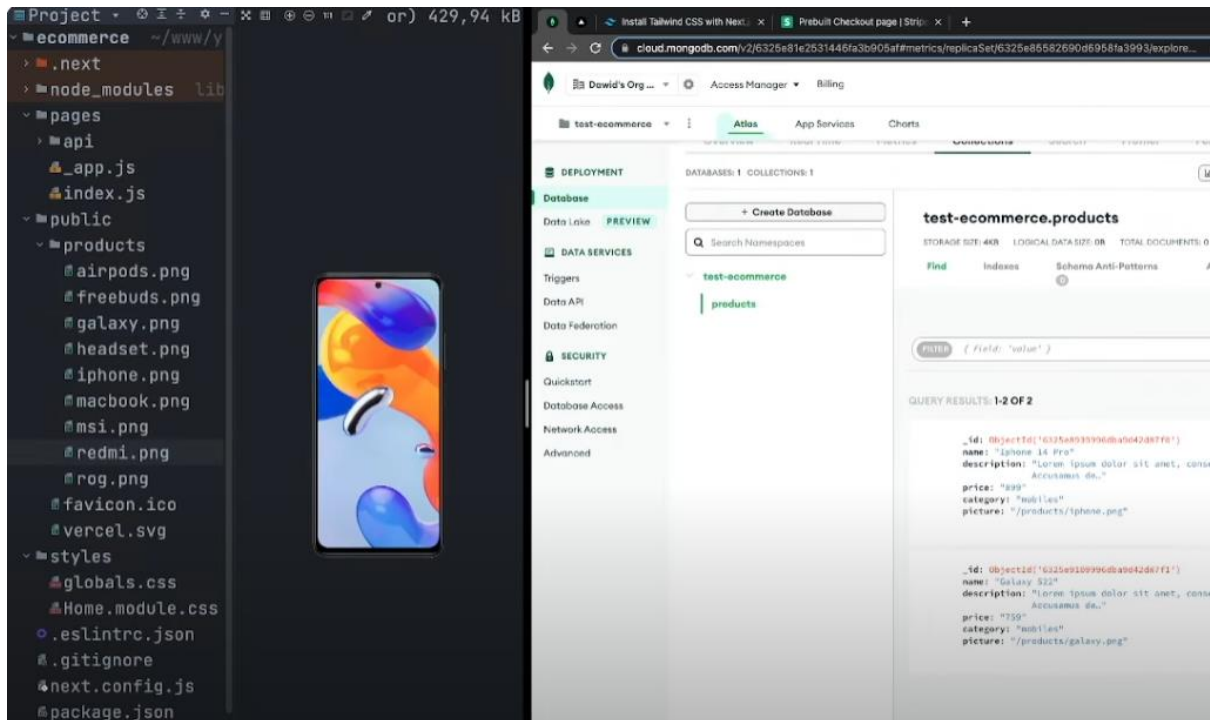 Project
or) 429,94 kB
ecommerce ~/www/y
.next
node_modules lib
pages
api
_app.js
index.js
public
products
airpods.png
freebuds.png
galaxy.png
headset.png
iphone.png
macbook.png
msi.png
redmi.png
rog.png
favicon.ico
vercel.svg
styles
globals.css
Home.module.css
.eslintrc.json
.gitignore
next.config.js
package.json
Install Tailwind CSS with Next.
Prebuilt Checkout page | Strip
cloud.mongodb.com/v2/6325e81e2531446fa3b905af#metrics/replicaSet/6325e85582690d6958fa3993/explore...
Dawid's Org ... Access Manager Billing
test-ecommerce Atlas App Services Charts
Collections
DEPLOYMENT
Database
Data Lake PREVIEW
DATA SERVICES
Triggers
Data API
Data Federation
SECURITY
Quickstart
Database Access
Network Access
Advanced
DATABASES: 1 COLLECTIONS: 1
+ Create Database
Search Namespaces
test-ecommerce
products
test-ecommerce.products
STORAGE SIZE: 4KB LOGICAL DATA SIZE: 0B TOTAL DOCUMENTS: 0
Find Indexes Schema Anti-Patterns
FILTER { field: 'value' }
QUERY RESULTS: 1-2 OF 2
name: "Iphone 14 Pro"
description: "Lorem ipsum dolor sit amet, conse
Accusamus de…"
price: "899"
category: "mobiles"
picture: "/products/iphone.png"
name: "Galaxy S22"
description: "Lorem ipsum dolor sit amet, conse
Accusamus de…"
price: "759"
category: "mobiles"
picture: "/products/galaxy.png"